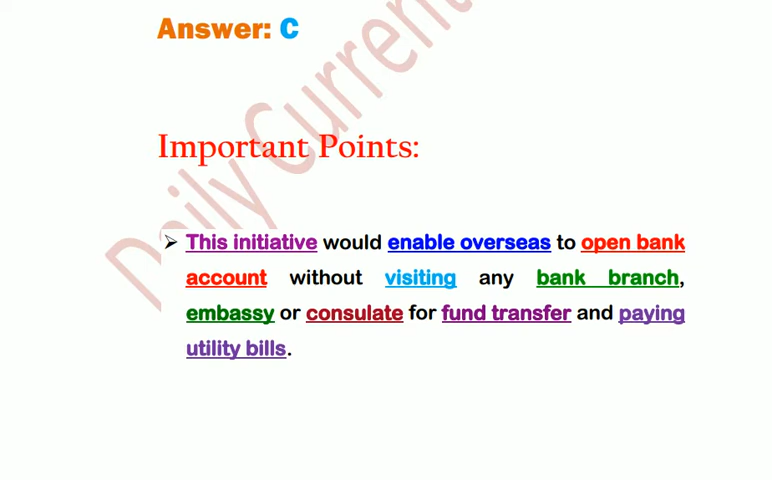 Answer: C
Daily Current
Important Points:
➢ This initiative would enable overseas to open bank
account without visiting any bank branch,
embassy or consulate for fund transfer and paying
utility bills.